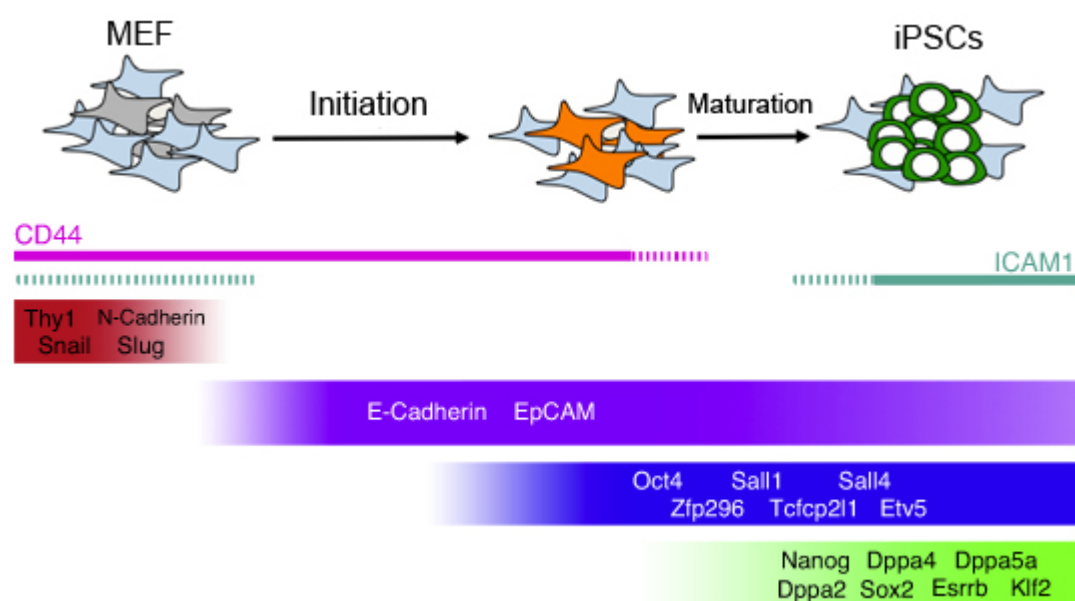 MEF
iPSCs
Initiation
Maturation
CD44
ICAM1
Thy1 N-Cadherin
Snail Slug
E-Cadherin EpCAM
Oct4 Sall1 Sall4
Zfp296 Tcfcp2l1 Etv5
Nanog Dppa4 Dppa5a
Dppa2 Sox2 Esrrb Klf2